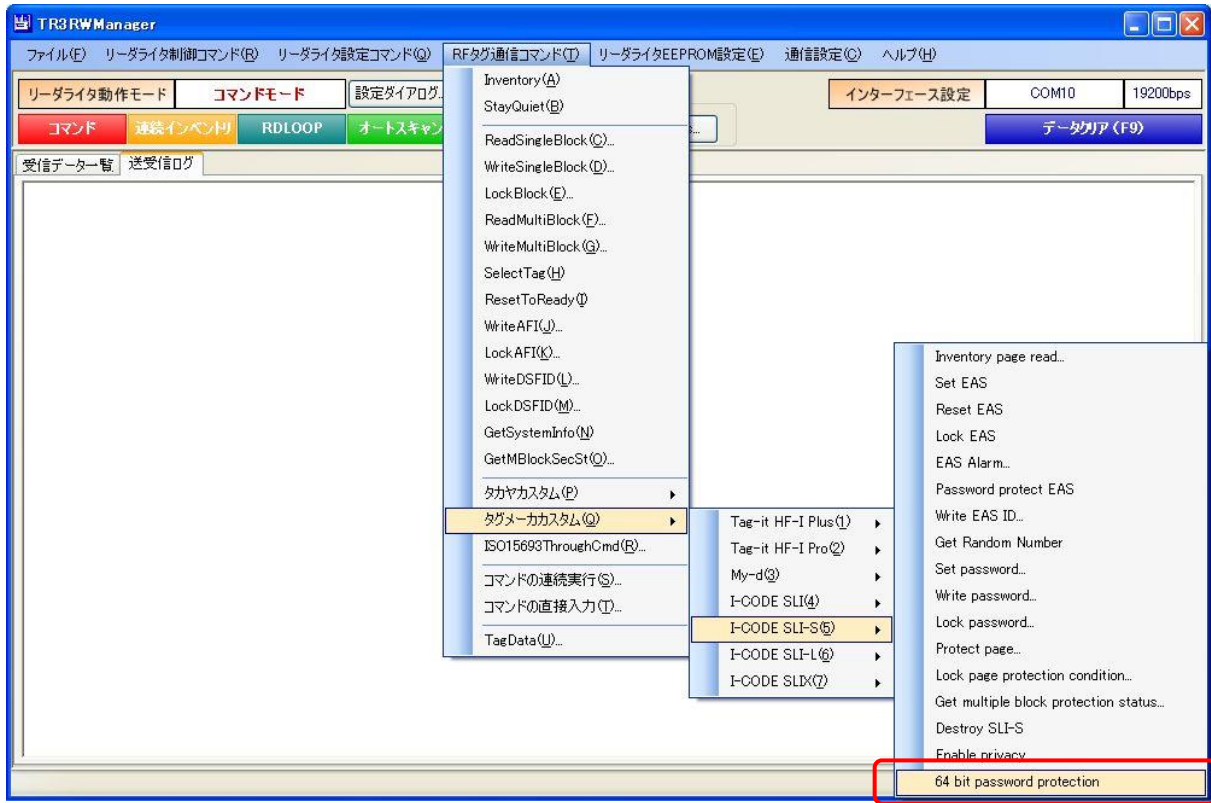 TR3RWManager
ファイル(F) リーダライタ制御コマンド(R) リーダライタ設定コマンド(Q) RFタグ通信コマンド(T) リーダライタEEPROM設定(E) 通信設定(C) ヘルプ(H)
リーダライタ動作モード コマンドモード 設定ダイアログ... インターフェース設定 COM10 19200bps
コマンド 連続インベントリ RDLOOP オートスキャン データクリア (F9)
受信データ一覧 送受信ログ
Inventory(A)
StayQuiet(B)
ReadSingleBlock(C)...
WriteSingleBlock(D)...
LockBlock(E)...
ReadMultiBlock(F)...
WriteMultiBlock(G)...
SelectTag(H)
ResetToReady(I)
WriteAFI(J)...
LockAFI(K)...
WriteDSFID(L)...
LockDSFID(M)...
GetSystemInfo(N)
GetMBlockSecSt(O)...
タカヤカスタム(P)
タグメーカカスタム(Q)
ISO15693ThroughCmd(R)...
コマンドの連続実行(S)...
コマンドの直接入力(T)...
TagData(U)...
Tag-it HF-I Plus(1)
Tag-it HF-I Pro(2)
My-d(3)
I-CODE SLI(4)
I-CODE SLI-S(5)
I-CODE SLI-L(6)
I-CODE SLIX(7)
Inventory page read...
Set EAS
Reset EAS
Lock EAS
EAS Alarm...
Password protect EAS
Write EAS ID...
Get Random Number
Set password...
Write password...
Lock password...
Protect page...
Lock page protection condition...
Get multiple block protection status...
Destroy SLI-S
Enable privacy
64 bit password protection